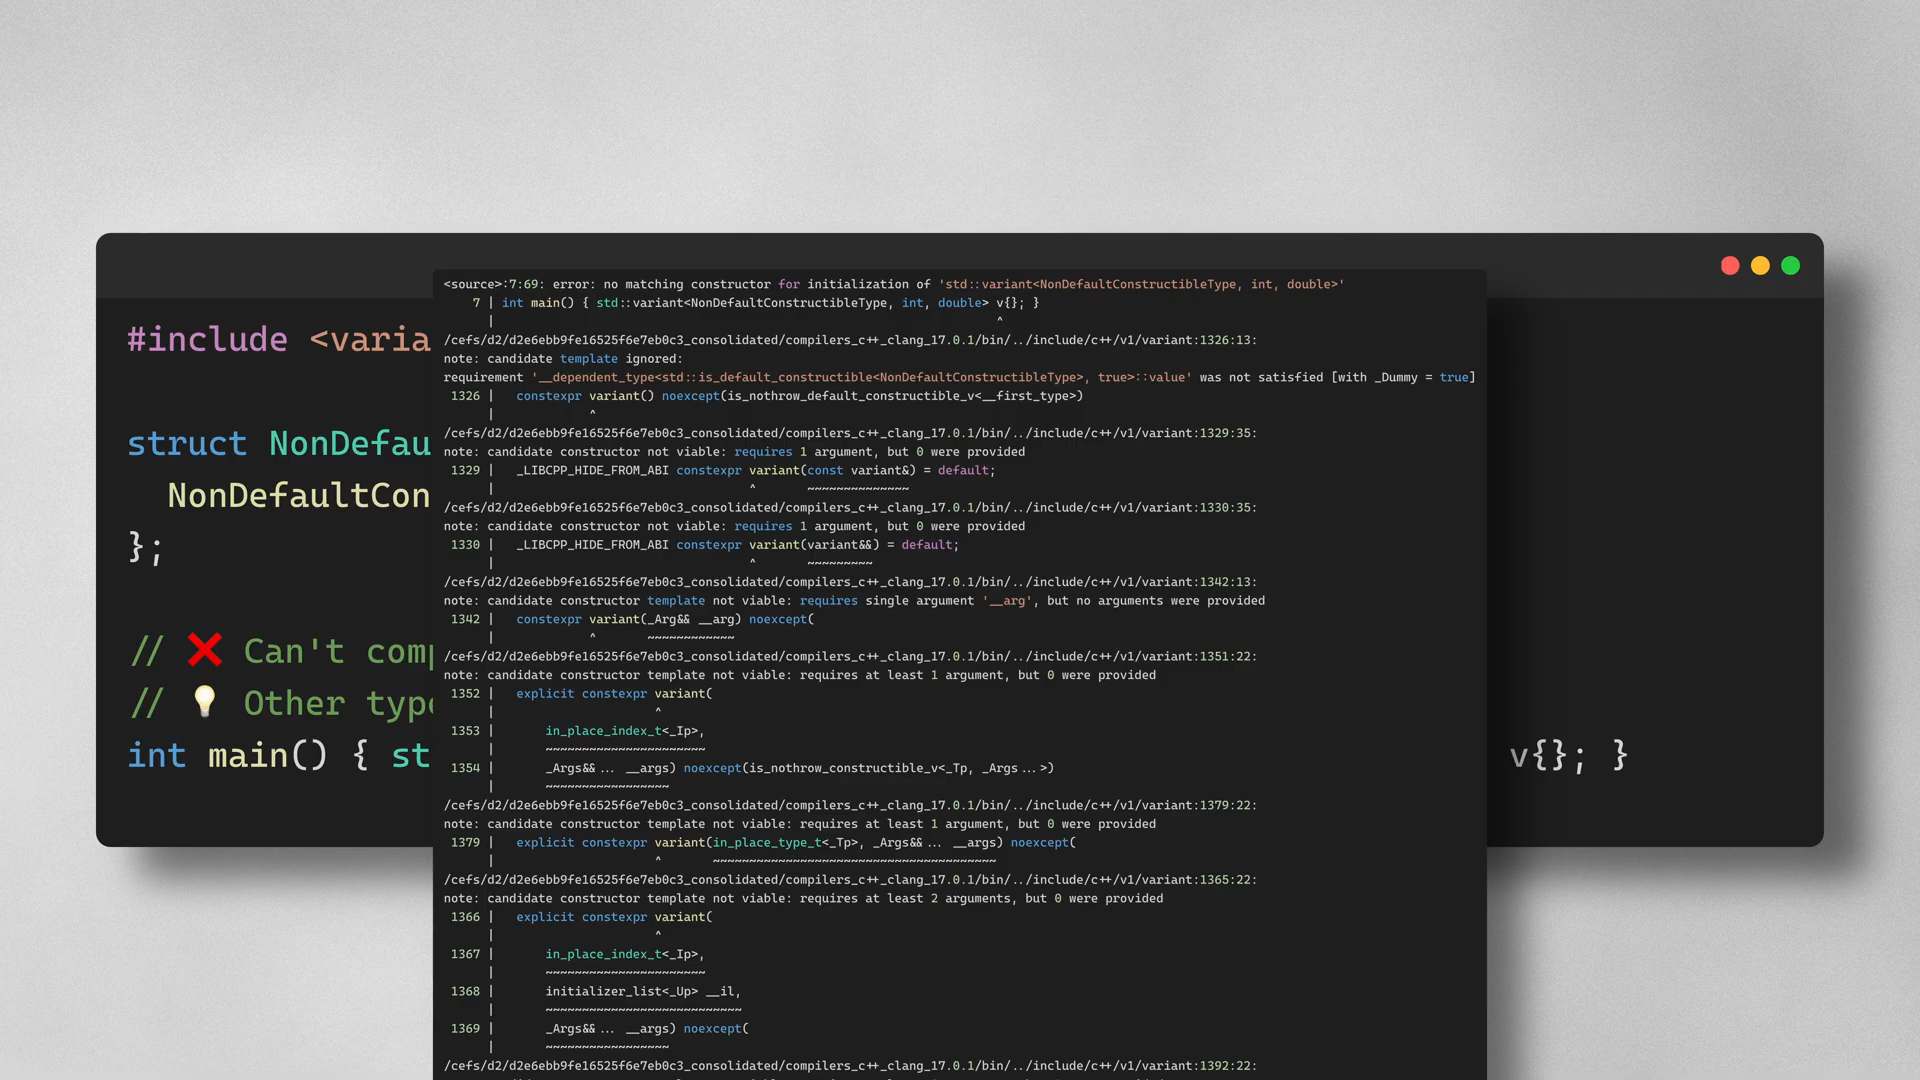 #include <varia
struct NonDefau
NonDefaultCon
};
// ❌ Can't comp
// 💡 Other type
int main() { st
v{}; }
<source>:7:69: error: no matching constructor for initialization of 'std::variant<NonDefaultConstructibleType, int, double>'
7 | int main() { std::variant<NonDefaultConstructibleType, int, double> v{}; }
| ^
/cefs/d2/d2e6ebb9fe16525f6e7eb0c3_consolidated/compilers_c++_clang_17.0.1/bin/../include/c++/v1/variant:1326:13:
note: candidate template ignored:
requirement '__dependent_type<std::is_default_constructible<NonDefaultConstructibleType>, true>::value' was not satisfied [with _Dummy = true]
1326 | constexpr variant() noexcept(is_nothrow_default_constructible_v<__first_type>)
| ^
/cefs/d2/d2e6ebb9fe16525f6e7eb0c3_consolidated/compilers_c++_clang_17.0.1/bin/../include/c++/v1/variant:1329:35:
note: candidate constructor not viable: requires 1 argument, but 0 were provided
1329 | _LIBCPP_HIDE_FROM_ABI constexpr variant(const variant&) = default;
| ^ ~~~~~~~~~~~~~~
/cefs/d2/d2e6ebb9fe16525f6e7eb0c3_consolidated/compilers_c++_clang_17.0.1/bin/../include/c++/v1/variant:1330:35:
note: candidate constructor not viable: requires 1 argument, but 0 were provided
1330 | _LIBCPP_HIDE_FROM_ABI constexpr variant(variant&&) = default;
| ^ ~~~~~~~~~
/cefs/d2/d2e6ebb9fe16525f6e7eb0c3_consolidated/compilers_c++_clang_17.0.1/bin/../include/c++/v1/variant:1342:13:
note: candidate constructor template not viable: requires single argument '__arg', but no arguments were provided
1342 | constexpr variant(_Arg&& __arg) noexcept(
| ^ ~~~~~~~~~~~~
/cefs/d2/d2e6ebb9fe16525f6e7eb0c3_consolidated/compilers_c++_clang_17.0.1/bin/../include/c++/v1/variant:1351:22:
note: candidate constructor template not viable: requires at least 1 argument, but 0 were provided
1352 | explicit constexpr variant(
| ^
1353 | in_place_index_t<_Ip>,
| ~~~~~~~~~~~~~~~~~~~~~~
1354 | _Args&&... __args) noexcept(is_nothrow_constructible_v<_Tp, _Args...>)
| ~~~~~~~~~~~~~~~~~
/cefs/d2/d2e6ebb9fe16525f6e7eb0c3_consolidated/compilers_c++_clang_17.0.1/bin/../include/c++/v1/variant:1379:22:
note: candidate constructor template not viable: requires at least 1 argument, but 0 were provided
1379 | explicit constexpr variant(in_place_type_t<_Tp>, _Args&&... __args) noexcept(
| ^ ~~~~~~~~~~~~~~~~~~~~~~~~~~~~~~~~~~~~~~~
/cefs/d2/d2e6ebb9fe16525f6e7eb0c3_consolidated/compilers_c++_clang_17.0.1/bin/../include/c++/v1/variant:1365:22:
note: candidate constructor template not viable: requires at least 2 arguments, but 0 were provided
1366 | explicit constexpr variant(
| ^
1367 | in_place_index_t<_Ip>,
| ~~~~~~~~~~~~~~~~~~~~~~
1368 | initializer_list<_Up> __il,
| ~~~~~~~~~~~~~~~~~~~~~~~~~~~
1369 | _Args&&... __args) noexcept(
| ~~~~~~~~~~~~~~~~~
/cefs/d2/d2e6ebb9fe16525f6e7eb0c3_consolidated/compilers_c++_clang_17.0.1/bin/../include/c++/v1/variant:1392:22: